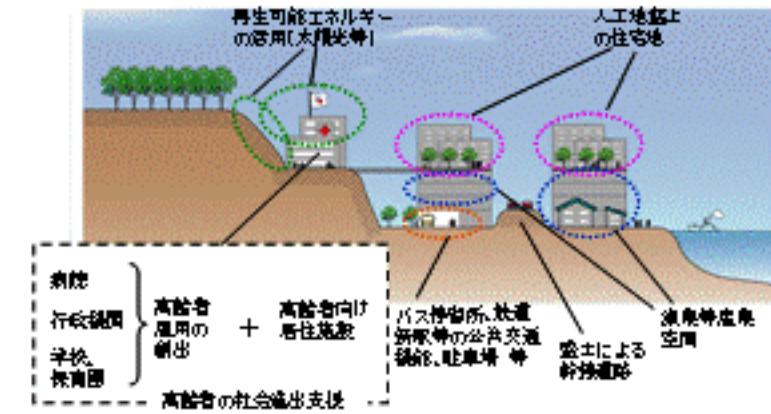 再生可能エネルギー
の活用(太陽光等)
人工地盤上
の住宅地
病院
行政機関
学校、
保育園
高齢者
雇用の
創出
+
高齢者向け
居住施設
高齢者の社会進出支援
バス停留所、鉄道
新駅等の公共交通
機能、駐車場 等
盛土による
幹線道路
漁業等産業
空間